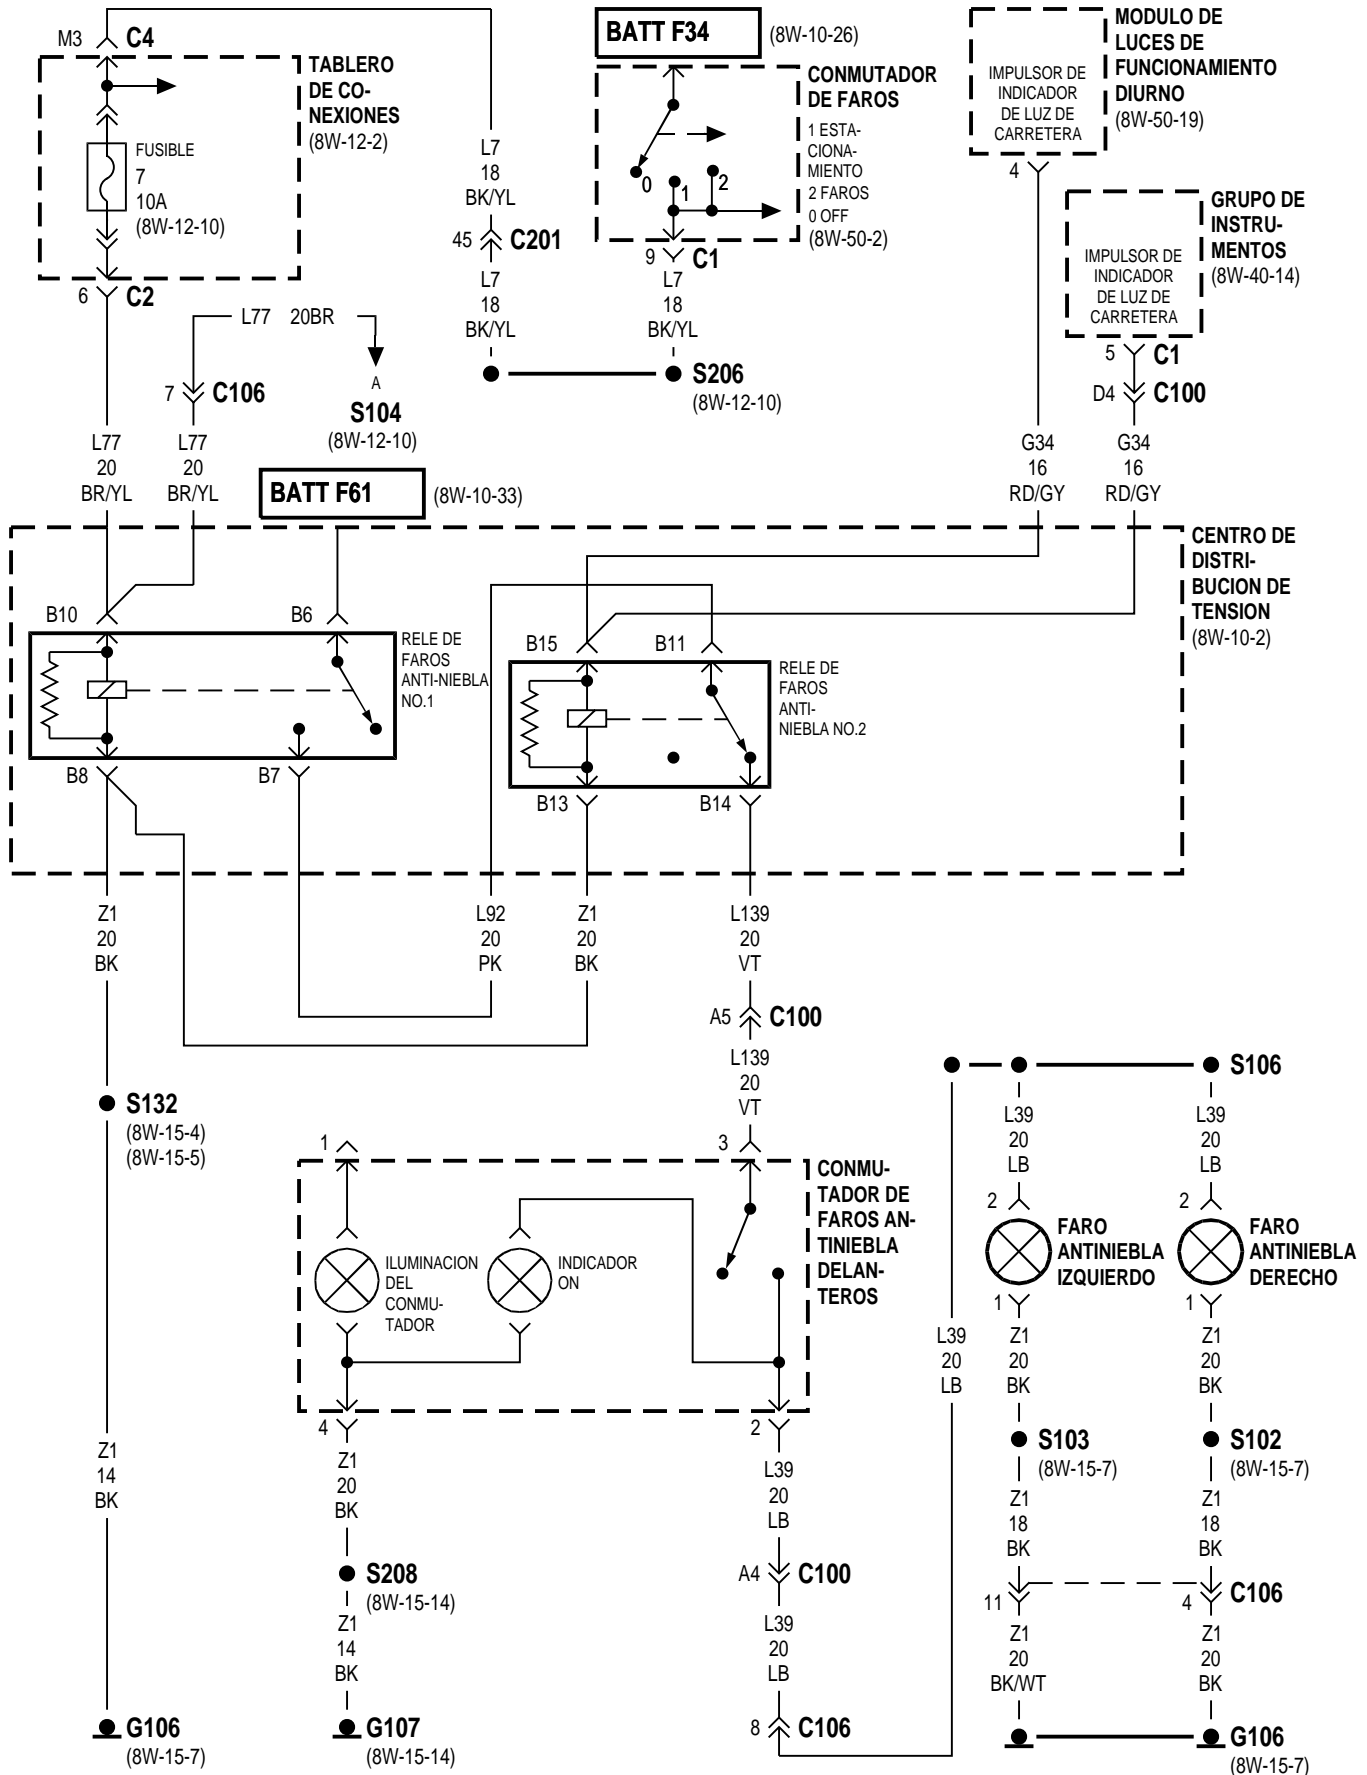 M3
C4
TABLERO
DE CO-
NEXIONES
(8W-12-2)
FUSIBLE
7
10A
(8W-12-10)
6
C2
L7
18
BK/YL
45
C201
L7
18
BK/YL
BATT F34
(8W-10-26)
CONMUTADOR
DE FAROS
1 ESTA-
CIONA-
MIENTO
2 FAROS
0 OFF
(8W-50-2)
0
1
2
9
C1
L7
18
BK/YL
S206
(8W-12-10)
MODULO DE
LUCES DE
FUNCIONAMIENTO
DIURNO
(8W-50-19)
IMPULSOR DE
INDICADOR
DE LUZ DE
CARRETERA
4
GRUPO DE
INSTRU-
MENTOS
(8W-40-14)
IMPULSOR DE
INDICADOR
DE LUZ DE
CARRETERA
5
C1
D4
C100
L77 20BR
7
C106
A
S104
(8W-12-10)
L77
20
BR/YL
L77
20
BR/YL
BATT F61
(8W-10-33)
G34
16
RD/GY
G34
16
RD/GY
CENTRO DE
DISTRI-
BUCION DE
TENSION
(8W-10-2)
B10
B6
RELE DE
FAROS
ANTI-NIEBLA
NO.1
B8
B7
B15
B11
RELE DE
FAROS
ANTI-
NIEBLA NO.2
B13
B14
Z1
20
BK
L92
20
PK
Z1
20
BK
L139
20
VT
A5
C100
L139
20
VT
S132
(8W-15-4)
(8W-15-5)
1
3
CONMU-
TADOR DE
FAROS AN-
TINIEBLA
DELAN-
TEROS
ILUMINACION
DEL
CONMU-
TADOR
INDICADOR
ON
4
2
S106
L39
20
LB
L39
20
LB
2
FARO
ANTINIEBLA
IZQUIERDO
1
2
FARO
ANTINIEBLA
DERECHO
1
L39
20
LB
Z1
20
BK
Z1
20
BK
S103
(8W-15-7)
S102
(8W-15-7)
Z1
14
BK
Z1
20
BK
L39
20
LB
Z1
18
BK
Z1
18
BK
S208
(8W-15-14)
A4
C100
11
4
C106
Z1
14
BK
L39
20
LB
Z1
20
BK/WT
Z1
20
BK
G106
(8W-15-7)
G107
(8W-15-14)
8
C106
G106
(8W-15-7)